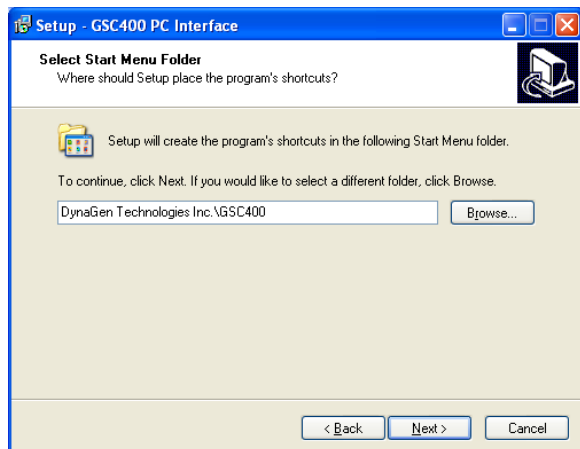 Setup - GSC400 PC Interface
Select Start Menu Folder
Where should Setup place the program's shortcuts?
Setup will create the program's shortcuts in the following Start Menu folder.
To continue, click Next. If you would like to select a different folder, click Browse.
DynaGen Technologies Inc.\GSC400
Browse...
< Back
Next >
Cancel